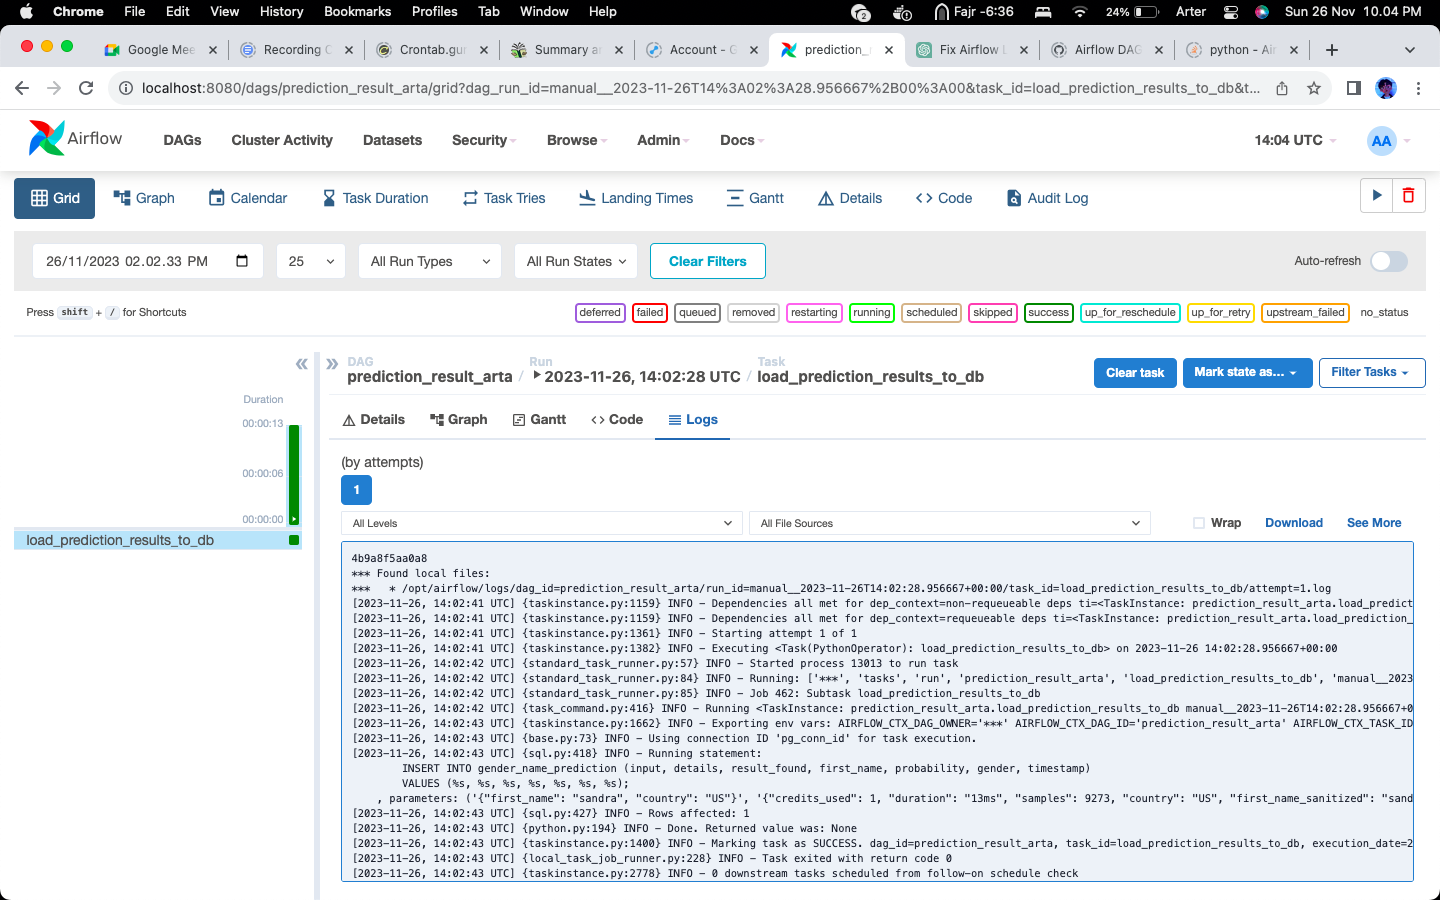 Chrome File Edit View History Bookmarks Profiles Tab Window Help 2 Fajr -6:36 24% Arter Sun 26 Nov 10.04 PM
Google Mee Recording Crontab.gur Summary a Account - G prediction_r Fix Airflow Airflow DAG python - Air
localhost:8080/dags/prediction_result_arta/grid?dag_run_id=manual__2023-11-26T14%3A02%3A28.956667%2B00%3A00&task_id=load_prediction_results_to_db&t...
Airflow DAGs Cluster Activity Datasets Security Browse Admin Docs 14:04 UTC AA
Grid Graph Calendar Task Duration Task Tries Landing Times Gantt Details <> Code Audit Log
26/11/2023 02.02.33 PM 25 All Run Types All Run States Clear Filters Auto-refresh
Press shift + / for Shortcuts deferred failed queued removed restarting running scheduled skipped success up_for_reschedule up_for_retry upstream_failed no_status
« » DAG Run Task
prediction_result_arta / 2023-11-26, 14:02:28 UTC / load_prediction_results_to_db Clear task Mark state as... Filter Tasks
Duration
00:00:13
00:00:06
00:00:00
load_prediction_results_to_db
Details Graph Gantt <> Code Logs
(by attempts)
1
All Levels All File Sources Wrap Download See More
4b9a8f5aa0a8
*** Found local files:
***   * /opt/airflow/logs/dag_id=prediction_result_arta/run_id=manual__2023-11-26T14:02:28.956667+00:00/task_id=load_prediction_results_to_db/attempt=1.log
[2023-11-26, 14:02:41 UTC] {taskinstance.py:1159} INFO - Dependencies all met for dep_context=non-requeueable deps ti=<TaskInstance: prediction_result_arta.load_predict
[2023-11-26, 14:02:41 UTC] {taskinstance.py:1159} INFO - Dependencies all met for dep_context=requeueable deps ti=<TaskInstance: prediction_result_arta.load_prediction_
[2023-11-26, 14:02:41 UTC] {taskinstance.py:1361} INFO - Starting attempt 1 of 1
[2023-11-26, 14:02:41 UTC] {taskinstance.py:1382} INFO - Executing <Task(PythonOperator): load_prediction_results_to_db> on 2023-11-26 14:02:28.956667+00:00
[2023-11-26, 14:02:42 UTC] {standard_task_runner.py:57} INFO - Started process 13013 to run task
[2023-11-26, 14:02:42 UTC] {standard_task_runner.py:84} INFO - Running: ['***', 'tasks', 'run', 'prediction_result_arta', 'load_prediction_results_to_db', 'manual__2023
[2023-11-26, 14:02:42 UTC] {standard_task_runner.py:85} INFO - Job 462: Subtask load_prediction_results_to_db
[2023-11-26, 14:02:42 UTC] {task_command.py:416} INFO - Running <TaskInstance: prediction_result_arta.load_prediction_results_to_db manual__2023-11-26T14:02:28.956667+0
[2023-11-26, 14:02:43 UTC] {taskinstance.py:1662} INFO - Exporting env vars: AIRFLOW_CTX_DAG_OWNER='***' AIRFLOW_CTX_DAG_ID='prediction_result_arta' AIRFLOW_CTX_TASK_ID
[2023-11-26, 14:02:43 UTC] {base.py:73} INFO - Using connection ID 'pg_conn_id' for task execution.
[2023-11-26, 14:02:43 UTC] {sql.py:418} INFO - Running statement:
INSERT INTO gender_name_prediction (input, details, result_found, first_name, probability, gender, timestamp)
VALUES (%s, %s, %s, %s, %s, %s, %s);
, parameters: ('{"first_name": "sandra", "country": "US"}', '{"credits_used": 1, "duration": "13ms", "samples": 9273, "country": "US", "first_name_sanitized": "sand
[2023-11-26, 14:02:43 UTC] {sql.py:427} INFO - Rows affected: 1
[2023-11-26, 14:02:43 UTC] {python.py:194} INFO - Done. Returned value was: None
[2023-11-26, 14:02:43 UTC] {taskinstance.py:1400} INFO - Marking task as SUCCESS. dag_id=prediction_result_arta, task_id=load_prediction_results_to_db, execution_date=2
[2023-11-26, 14:02:43 UTC] {local_task_job_runner.py:228} INFO - Task exited with return code 0
[2023-11-26, 14:02:43 UTC] {taskinstance.py:2778} INFO - 0 downstream tasks scheduled from follow-on schedule check